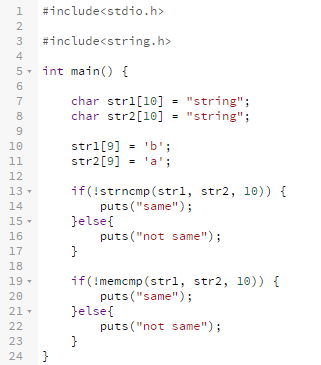 1 #include<stdio.h>
2
3 #include<string.h>
4
5 int main() {
6
7     char str1[10] = "string";
8     char str2[10] = "string";
9
10     str1[9] = 'b';
11     str2[9] = 'a';
12
13     if(!strncmp(str1, str2, 10)) {
14         puts("same");
15     }else{
16         puts("not same");
17     }
18
19     if(!memcmp(str1, str2, 10)) {
20         puts("same");
21     }else{
22         puts("not same");
23     }
24 }